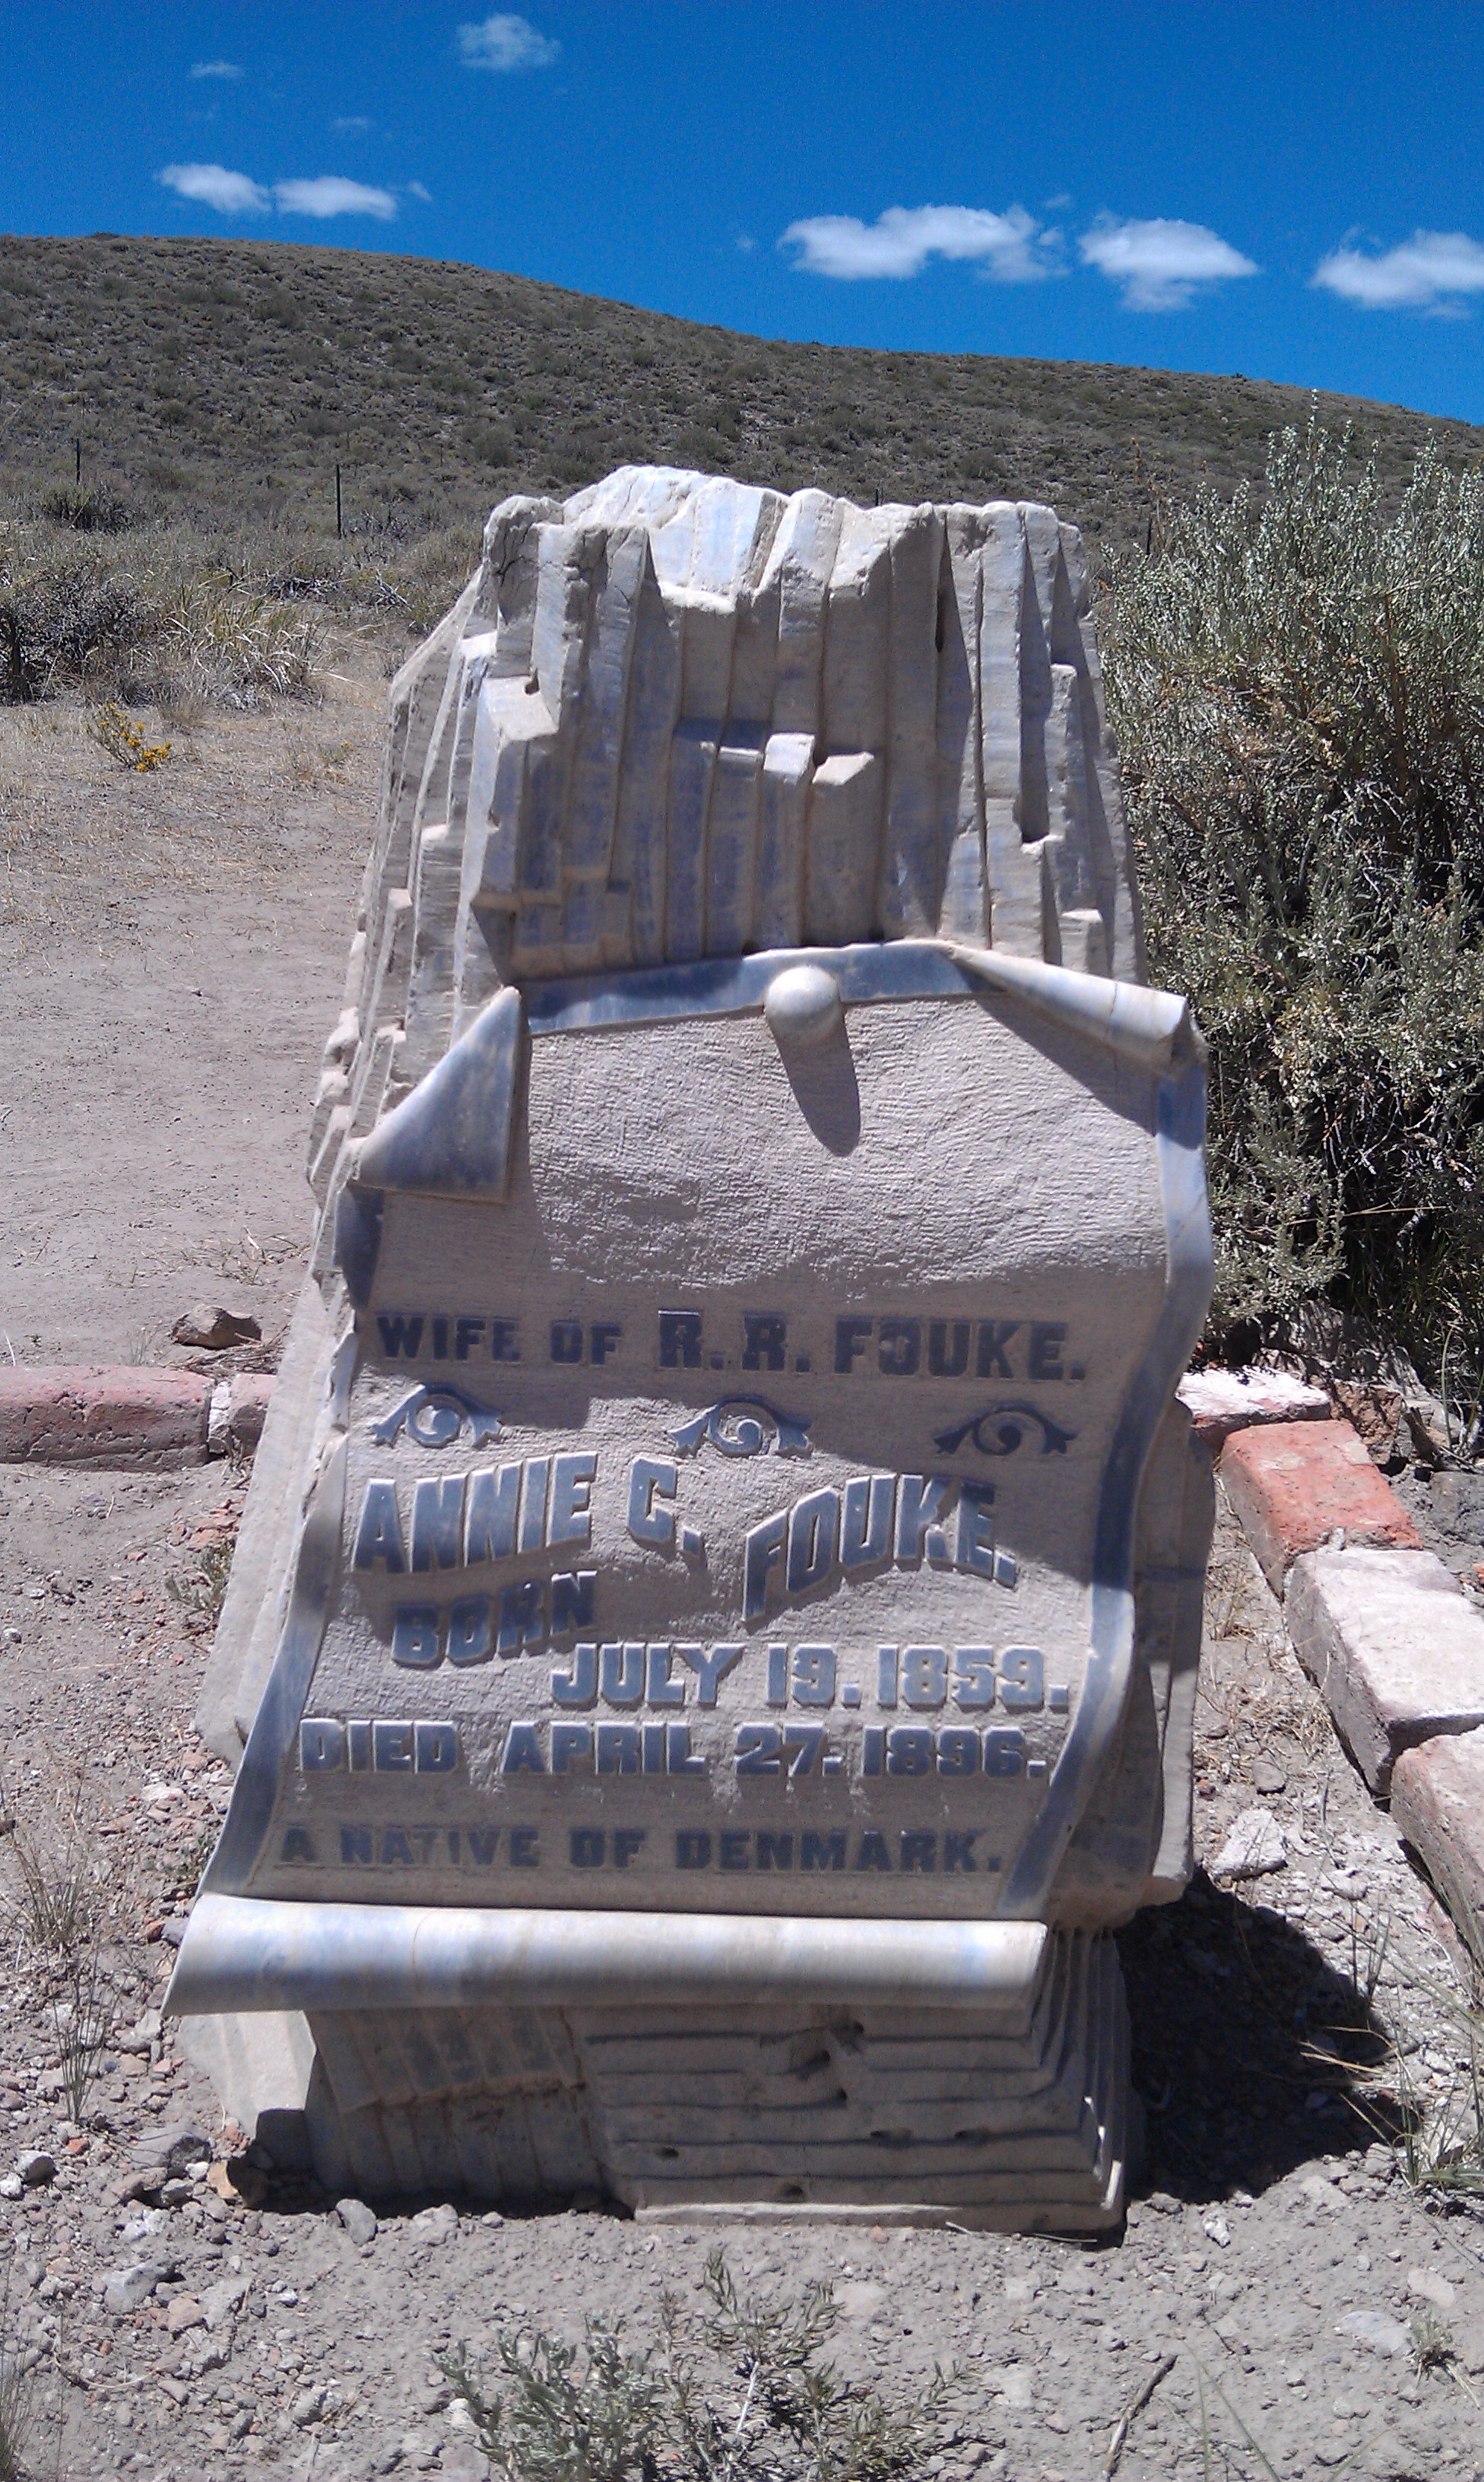 WIFE OF R. R. FOUKE.
ANNIE C. FOUKE.
BORN
JULY 19. 1859.
DIED APRIL 27. 1896.
A NATIVE OF DENMARK.